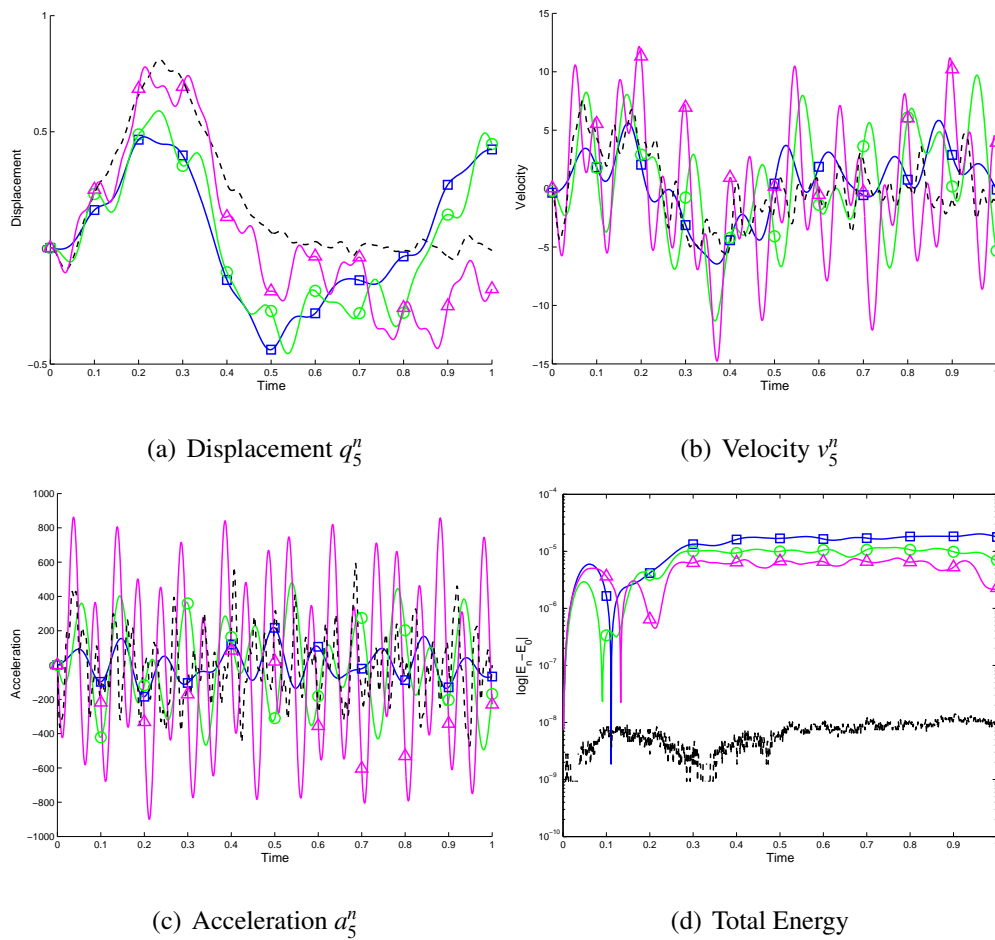 1
0.5
0
−0.5
Displacement
0 0.1 0.2 0.3 0.4 0.5 0.6 0.7 0.8 0.9 1
Time
(a) Displacement q₅ⁿ
15
10
5
0
−5
−10
−15
Velocity
0 0.1 0.2 0.3 0.4 0.5 0.6 0.7 0.8 0.9 1
Time
(b) Velocity v₅ⁿ
1000
800
600
400
200
0
−200
−400
−600
−800
−1000
Acceleration
0 0.1 0.2 0.3 0.4 0.5 0.6 0.7 0.8 0.9 1
Time
(c) Acceleration a₅ⁿ
10⁻⁴
10⁻⁵
10⁻⁶
10⁻⁷
10⁻⁸
10⁻⁹
10⁻¹⁰
log|E_n−E_0|
0 0.1 0.2 0.3 0.4 0.5 0.6 0.7 0.8 0.9 1
Time
(d) Total Energy